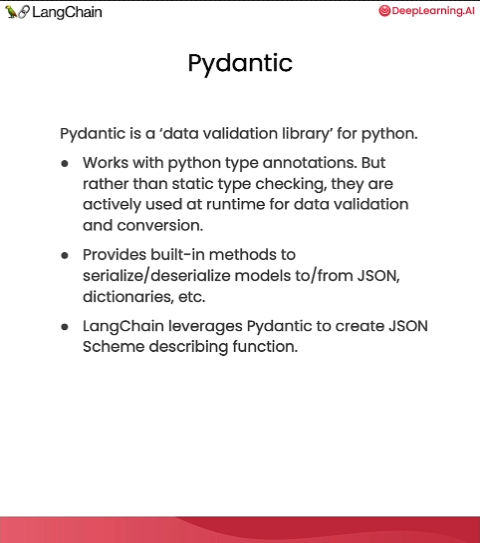 LangChain
DeepLearning.AI
Pydantic
Pydantic is a ‘data validation library’ for python.
● Works with python type annotations. But
rather than static type checking, they are
actively used at runtime for data validation
and conversion.
● Provides built-in methods to
serialize/deserialize models to/from JSON,
dictionaries, etc.
● LangChain leverages Pydantic to create JSON
Scheme describing function.